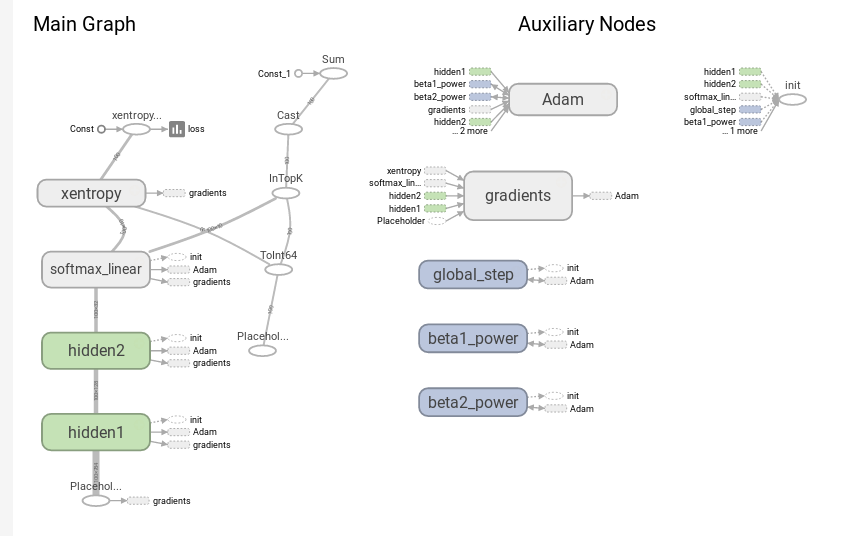 Main Graph
Auxiliary Nodes
Sum
Const_1
Cast
xentropy...
Const
loss
InTopK
xentropy
gradients
ToInt64
softmax_linear
init
Adam
gradients
Placehol...
hidden2
init
Adam
gradients
hidden1
init
Adam
gradients
Placehol...
gradients
hidden1
beta1_power
beta2_power
gradients
hidden2
... 2 more
Adam
hidden1
hidden2
softmax_lin...
global_step
beta1_power
... 1 more
init
xentropy
softmax_lin...
hidden2
hidden1
Placeholder
gradients
Adam
global_step
init
Adam
beta1_power
init
Adam
beta2_power
init
Adam